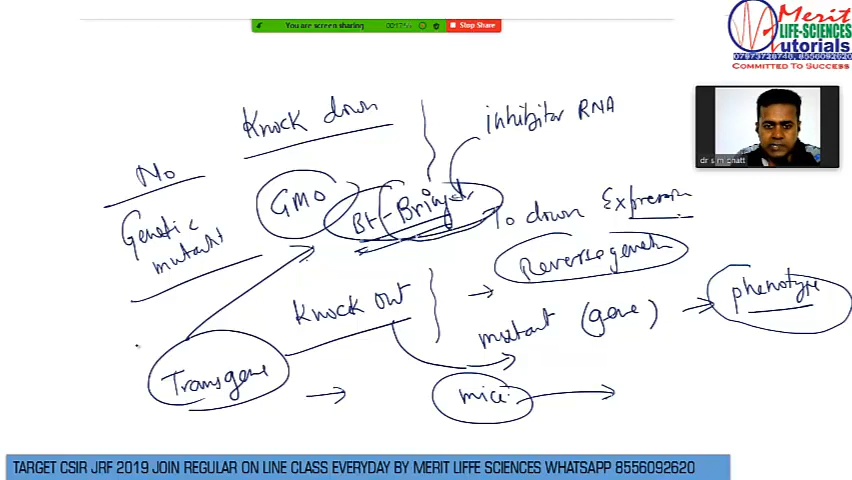 You are screen sharing
Stop Share
Merit
LIFE-SCIENCES
Tutorials
COMMITTED TO SUCCESS
Knock down
inhibitor RNA
No
Genetic
mutant
GMO
Bt-Brinjal
To down Expression
Reverse genetic
Knock out
mutant (gene)
phenotype
Transgene
mice
TARGET CSIR JRF 2019 JOIN REGULAR ON LINE CLASS EVERYDAY BY MERIT LIFFE SCIENCES WHATSAPP 8556092620